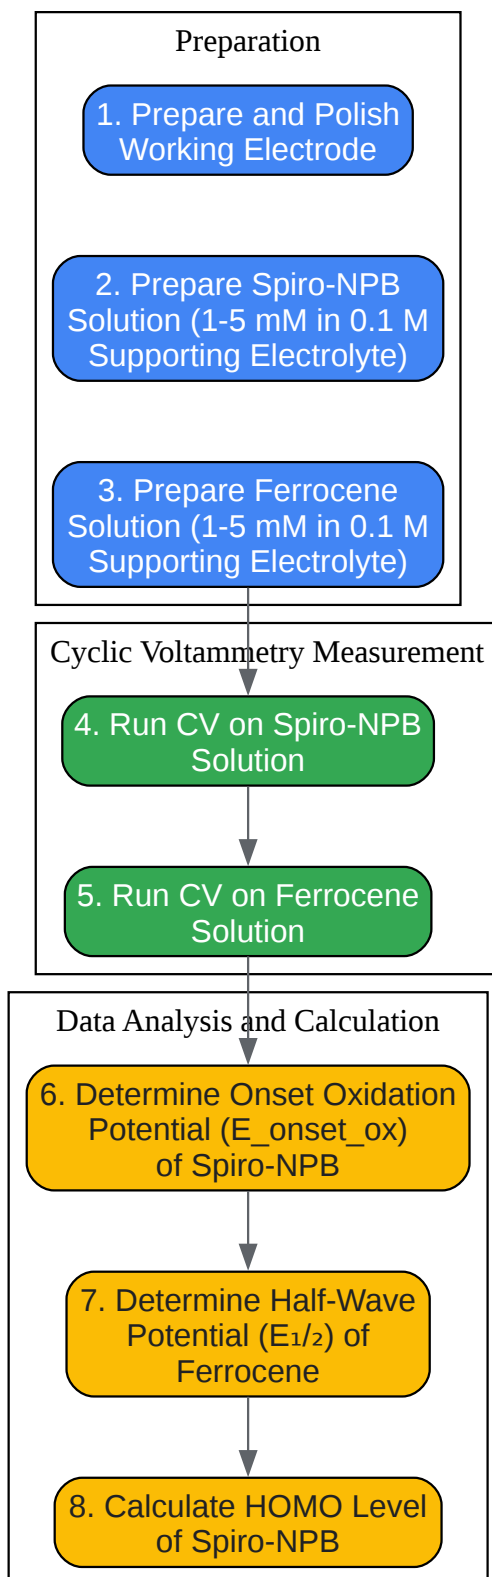 Preparation
1. Prepare and Polish
Working Electrode
2. Prepare Spiro-NPB
Solution (1-5 mM in 0.1 M
Supporting Electrolyte)
3. Prepare Ferrocene
Solution (1-5 mM in 0.1 M
Supporting Electrolyte)
Cyclic Voltammetry Measurement
4. Run CV on Spiro-NPB
Solution
5. Run CV on Ferrocene
Solution
Data Analysis and Calculation
6. Determine Onset Oxidation
Potential (E_onset_ox)
of Spiro-NPB
7. Determine Half-Wave
Potential (E₁/₂) of
Ferrocene
8. Calculate HOMO Level
of Spiro-NPB